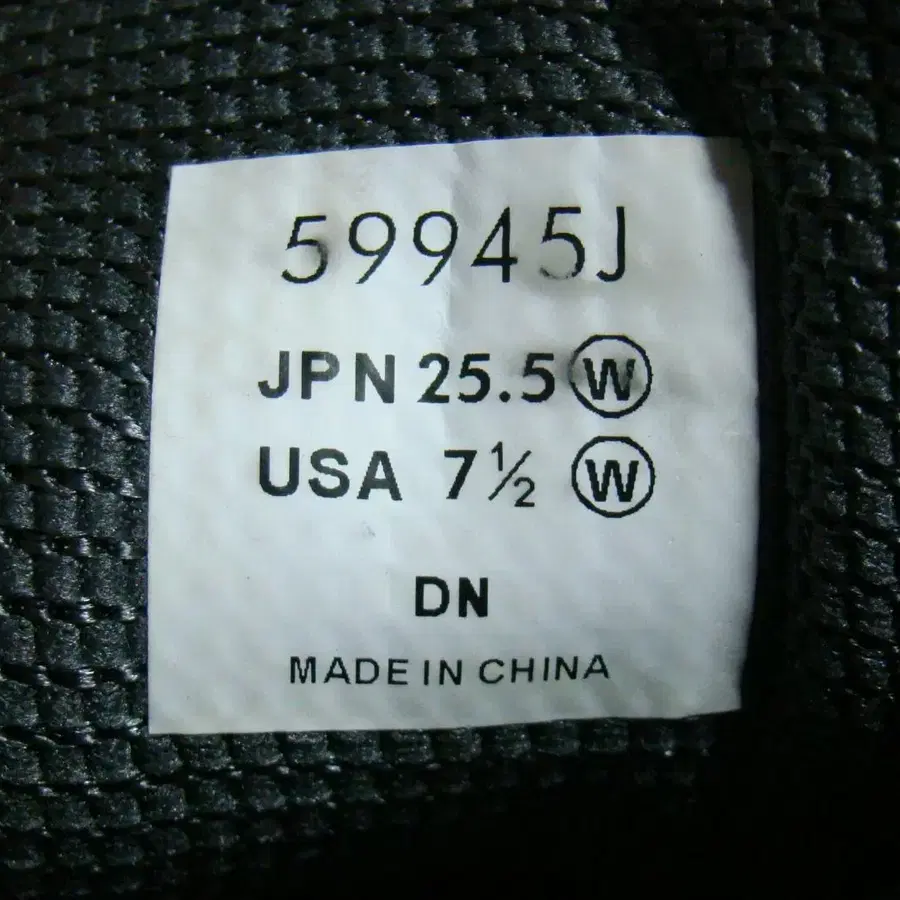 59945J
JPN 25.5 Ⓦ
USA 7½ Ⓦ
DN
MADE IN CHINA